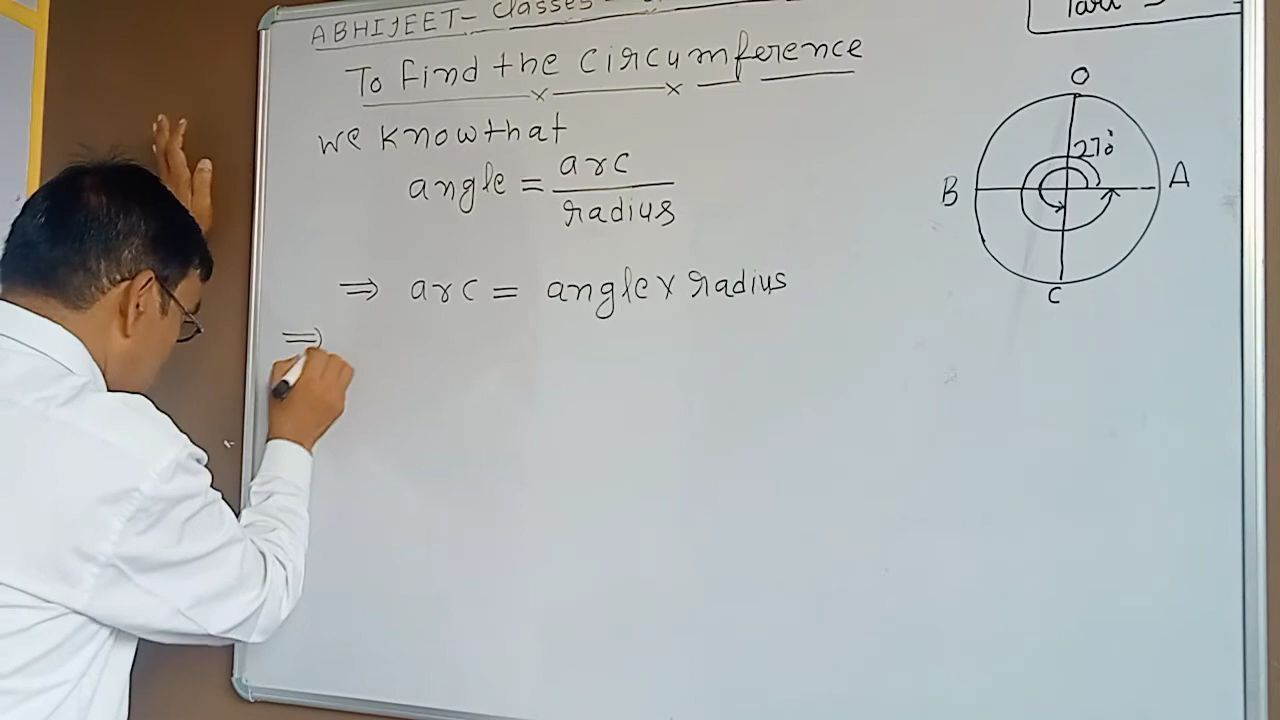 ABHIJEET- Classes-
To find the circumference
we know that
angle = arc
radius
⇒ arc = angle x radius
⇒
O
270°
B
A
C